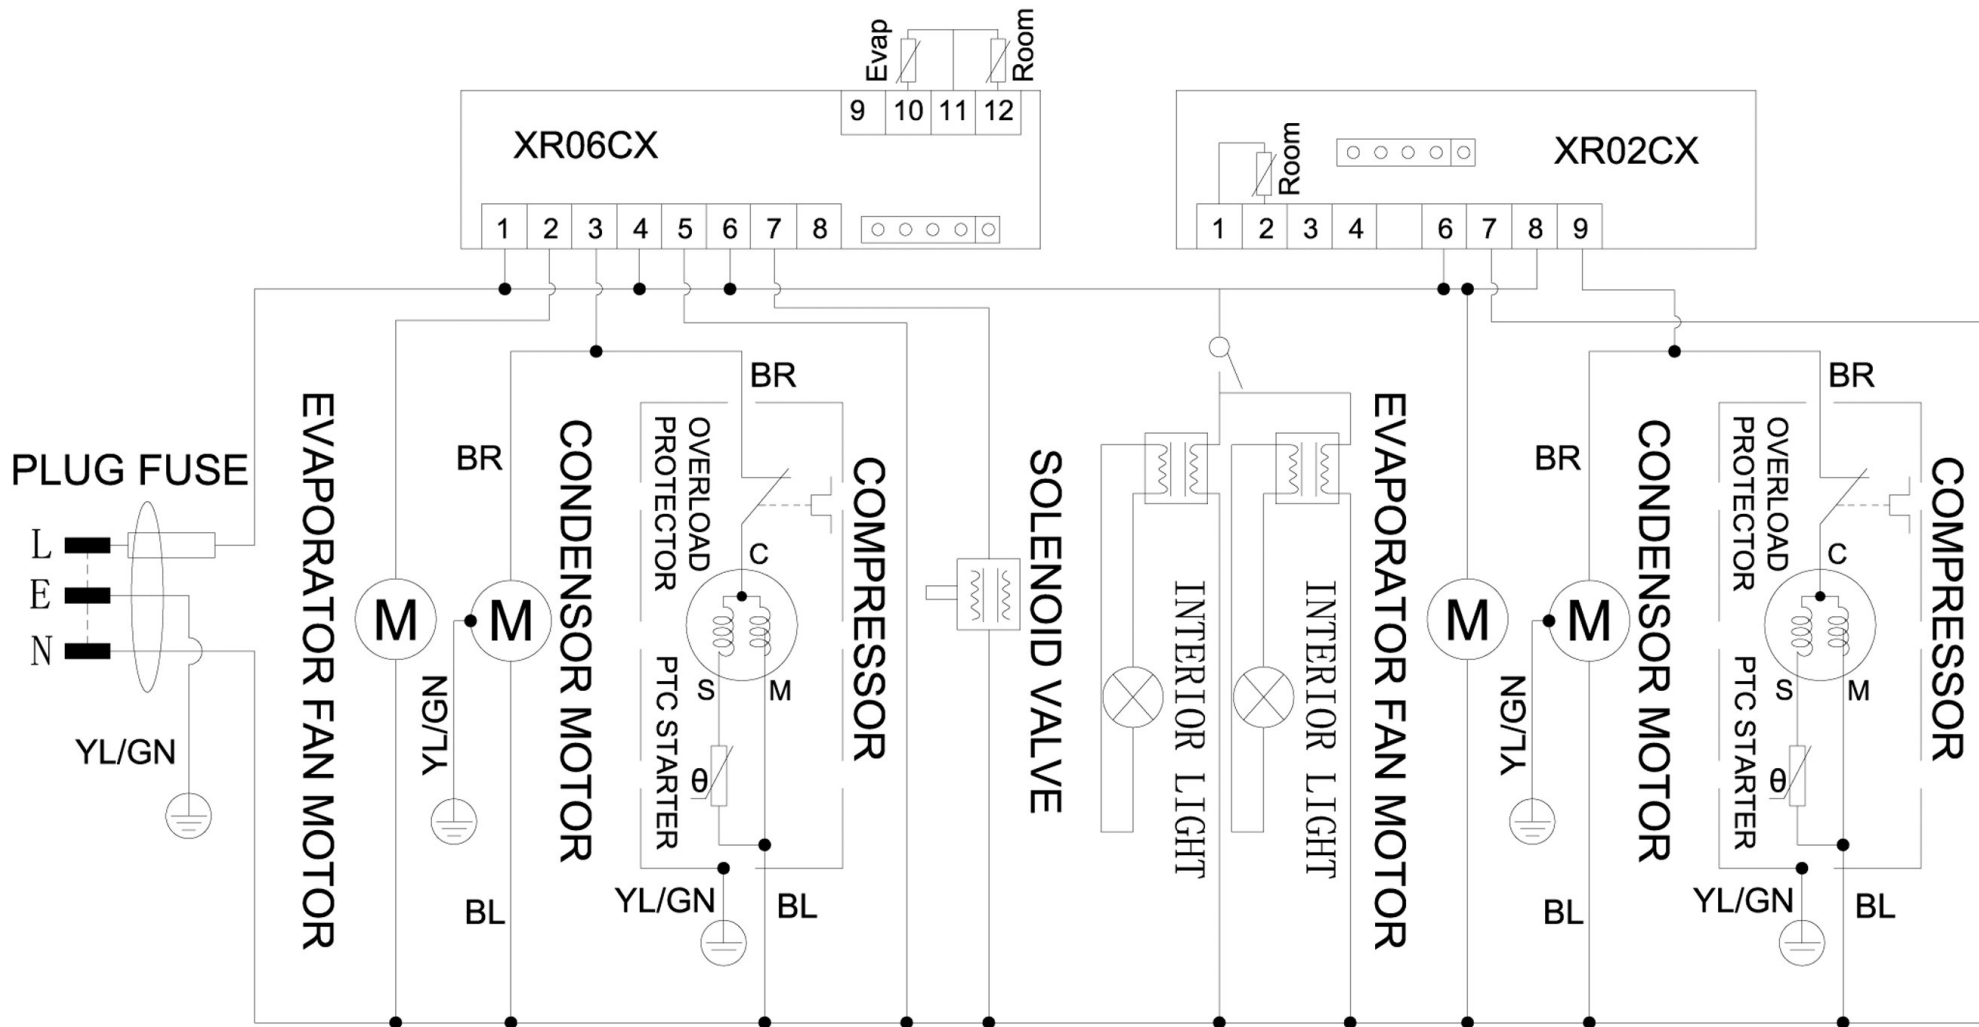 Evap
Room
9 10 11 12
XR06CX
1 2 3 4 5 6 7 8
Room
XR02CX
1 2 3 4 6 7 8 9
PLUG FUSE
L
E
N
YL/GN
EVAPORATOR FAN MOTOR
M
BR
M
YL/GN
BL
CONDENSOR MOTOR
BR
OVERLOAD
PROTECTOR
C
S
M
PTC STARTER
θ
YL/GN
BL
COMPRESSOR
SOLENOID VALVE
INTERIOR LIGHT
INTERIOR LIGHT
EVAPORATOR FAN MOTOR
M
BR
M
YL/GN
BL
CONDENSOR MOTOR
BR
OVERLOAD
PROTECTOR
C
S
M
PTC STARTER
θ
YL/GN
BL
COMPRESSOR